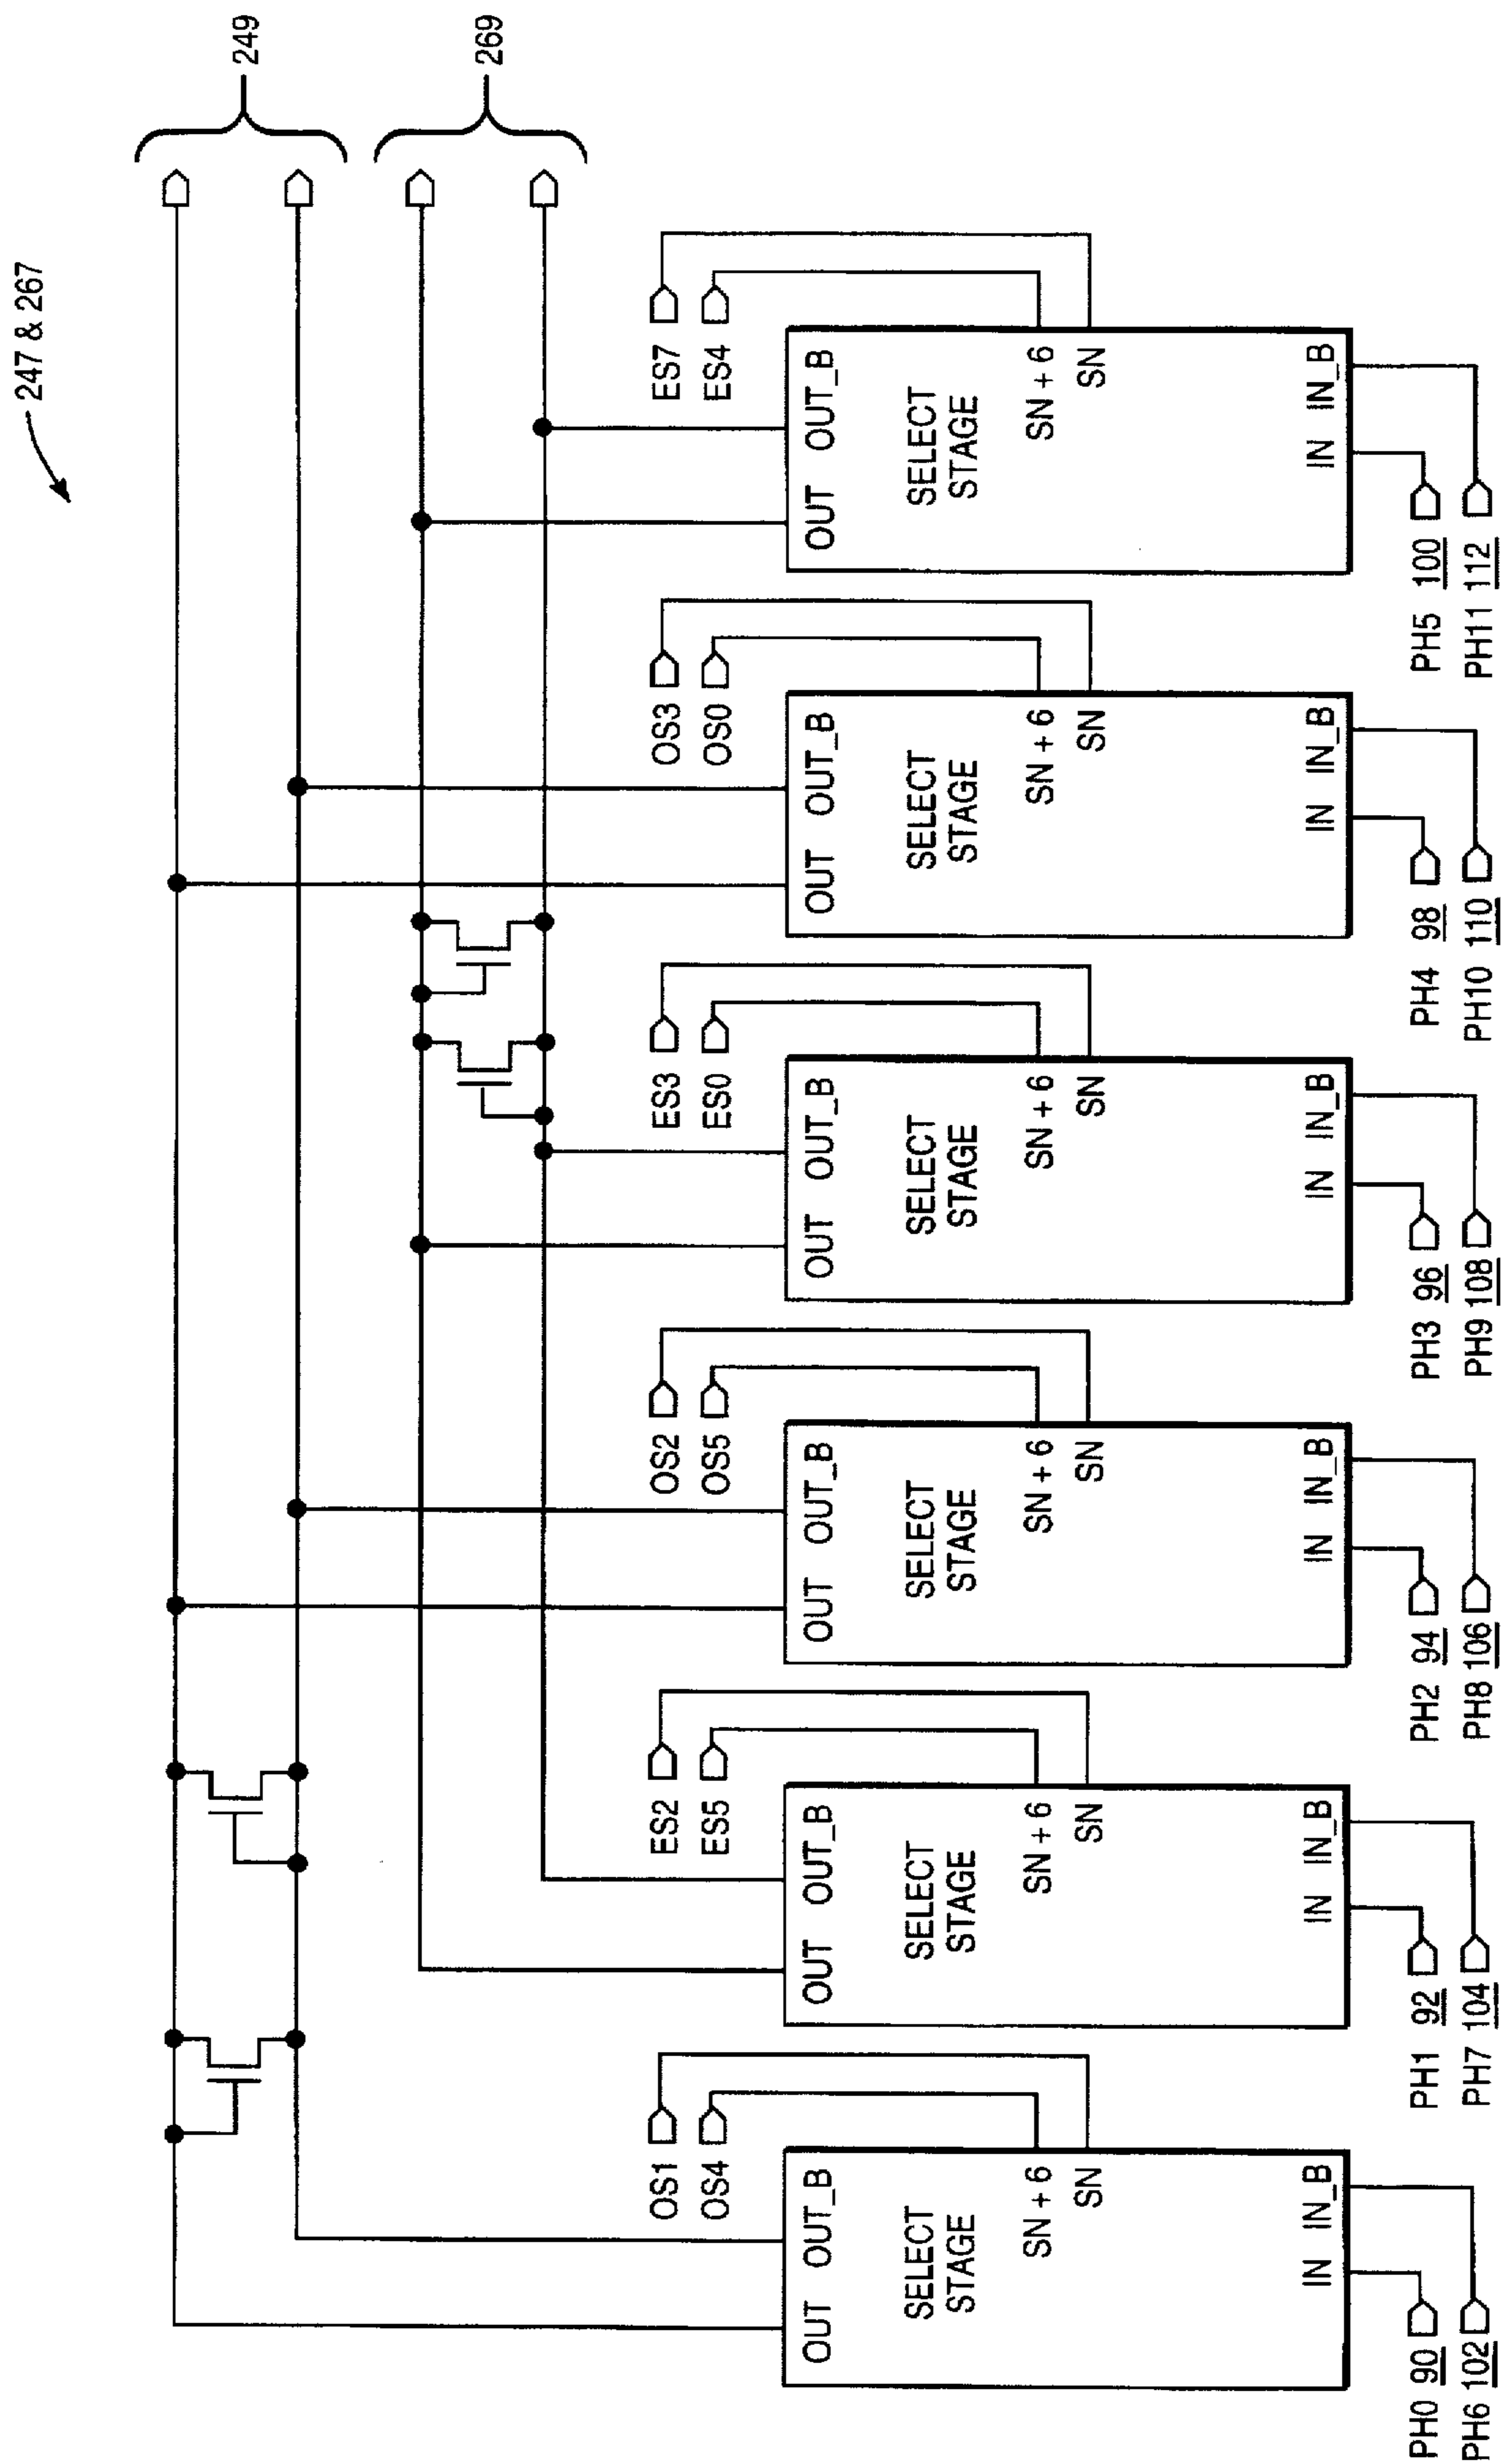 247 & 267
249
269
OS1
OS4
OUT OUT_B
SELECT
STAGE
SN + 6
SN
IN IN_B
PH0 90
PH6 102
ES2
ES5
OUT OUT_B
SELECT
STAGE
SN + 6
SN
IN IN_B
PH1 92
PH7 104
OS2
OS5
OUT OUT_B
SELECT
STAGE
SN + 6
SN
IN IN_B
PH2 94
PH8 106
ES3
ES0
OUT OUT_B
SELECT
STAGE
SN + 6
SN
IN IN_B
PH3 96
PH9 108
OS3
OS0
OUT OUT_B
SELECT
STAGE
SN + 6
SN
IN IN_B
PH4 98
PH10 110
ES7
ES4
OUT OUT_B
SELECT
STAGE
SN + 6
SN
IN IN_B
PH5 100
PH11 112